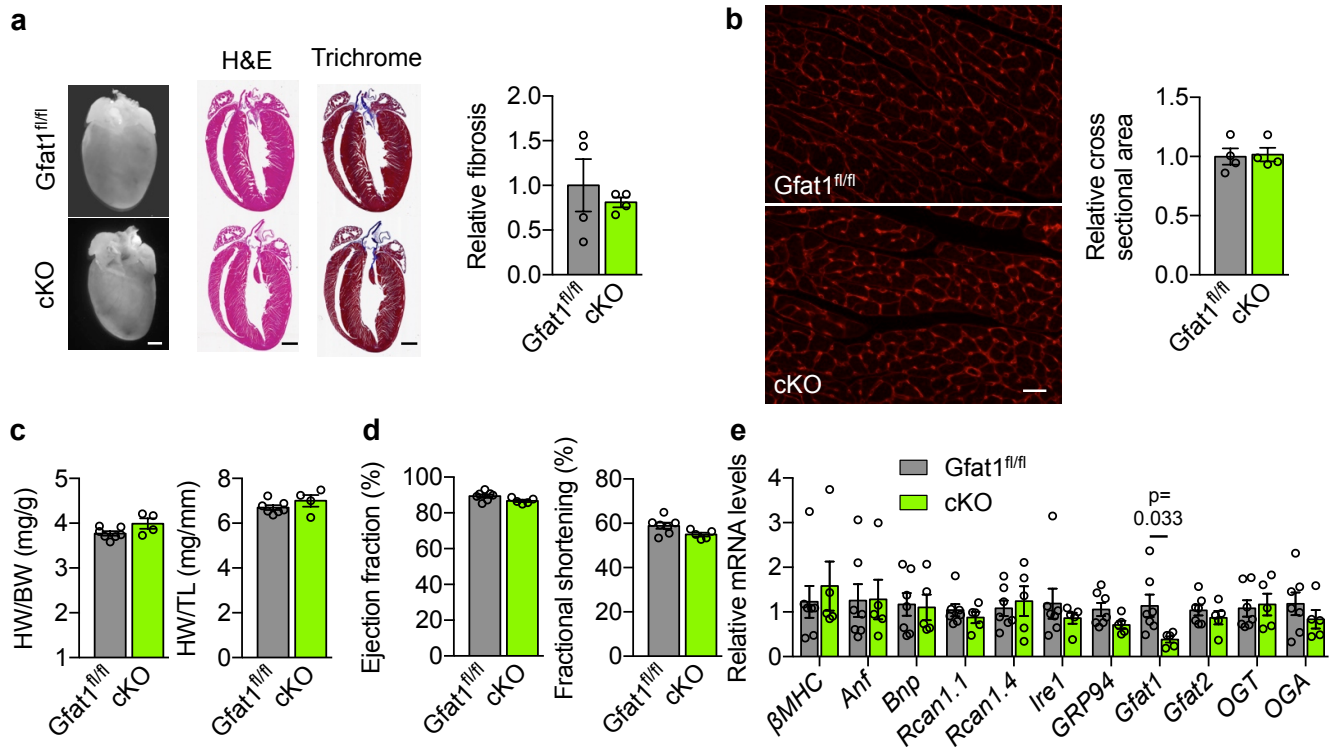 a
H&E
Trichrome
Gfat1fl/fl
cKO
2.0
1.5
1.0
0.5
0.0
Relative fibrosis
Gfat1fl/fl
cKO
b
Gfat1fl/fl
cKO
1.5
1.0
0.5
0.0
Relative cross
sectional area
Gfat1fl/fl
cKO
c
5
4
3
2
1
HW/BW (mg/g)
Gfat1fl/fl
cKO
8
6
4
2
0
HW/TL (mg/mm)
Gfat1fl/fl
cKO
d
100
80
60
40
20
0
Ejection fraction (%)
Gfat1fl/fl
cKO
80
60
40
20
0
Fractional shortening (%)
Gfat1fl/fl
cKO
e
Gfat1fl/fl
cKO
p=
0.033
5
4
3
2
1
0
Relative mRNA levels
βMHC
Anf
Bnp
Rcan1.1
Rcan1.4
Ire1
GRP94
Gfat1
Gfat2
OGT
OGA